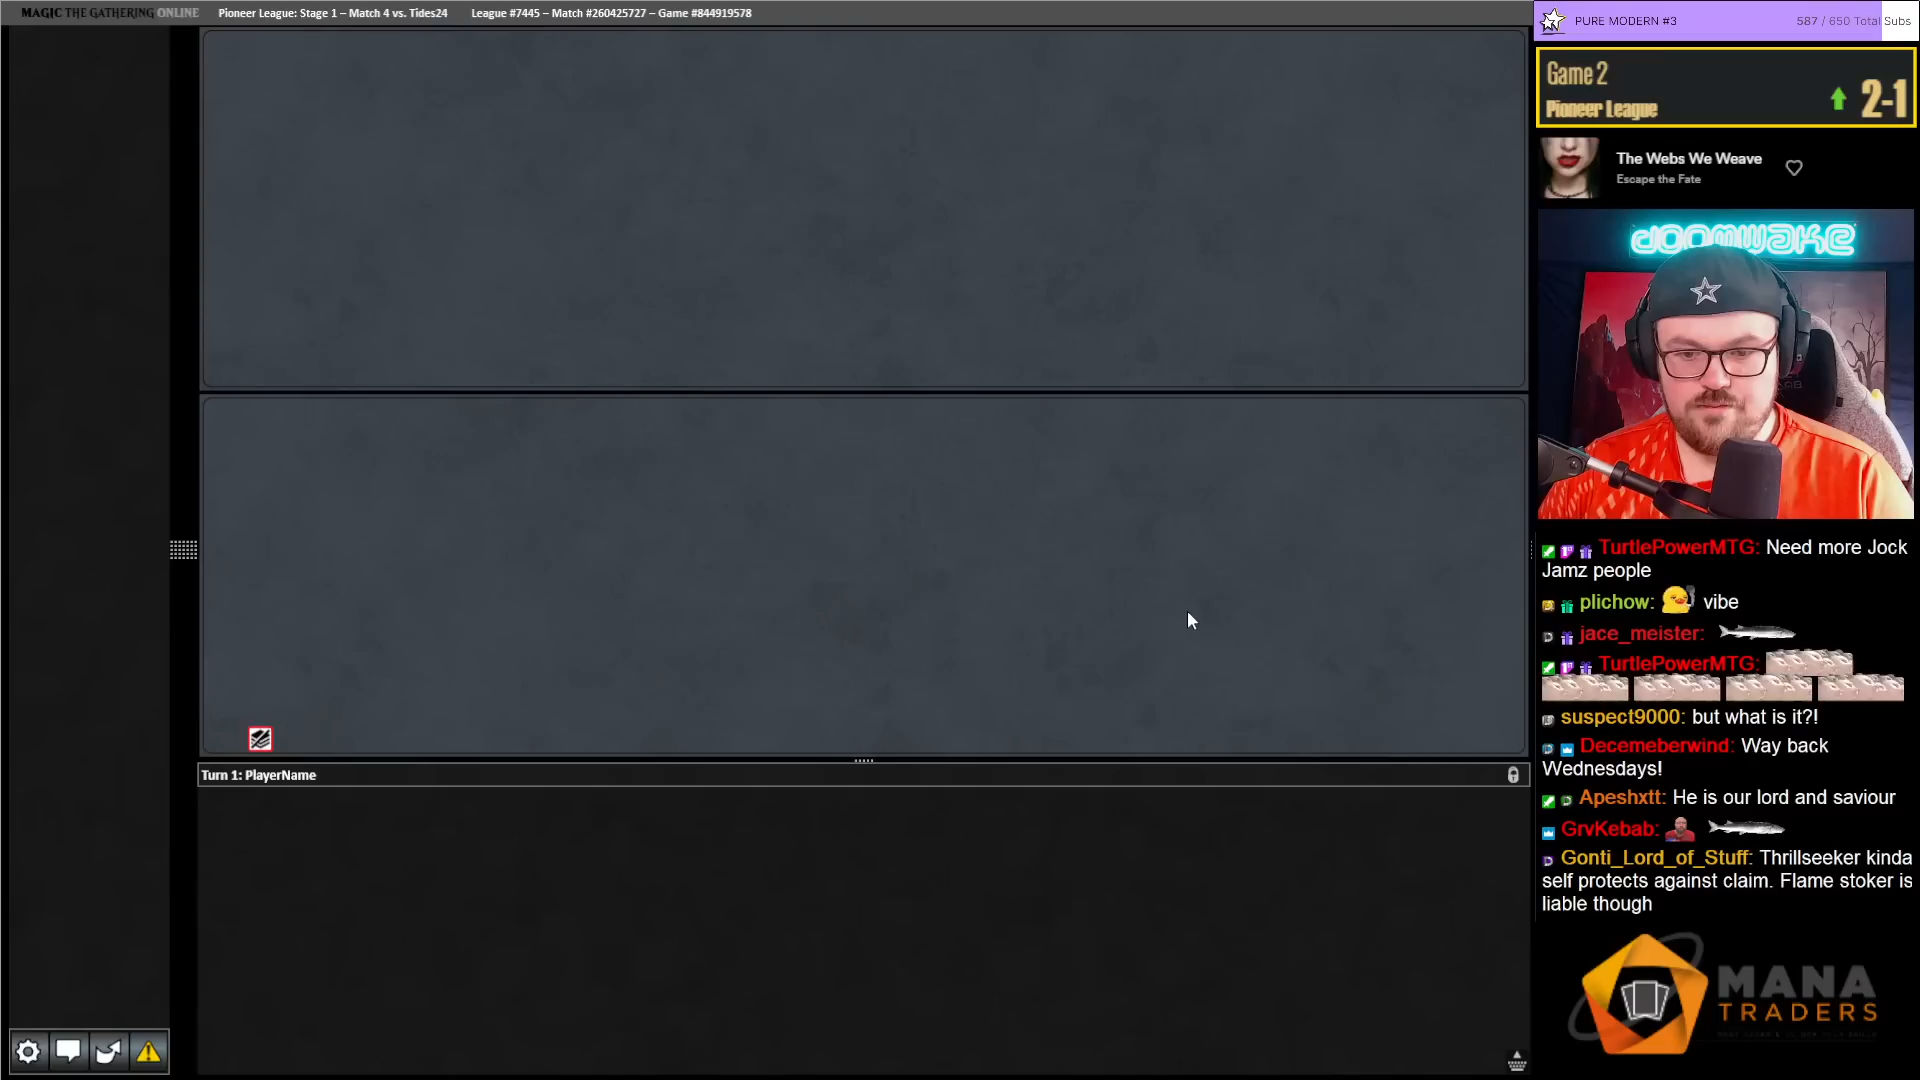 MAGIC THE GATHERING ONLINE
Pioneer League: Stage 1 – Match 4 vs. Tides24
League #7445 – Match #260425727 – Game #844919578
PURE MODERN #3
587 / 650 Total Subs
Game 2
Pioneer League
2-1
The Webs We Weave
Escape the Fate
doomwake
TurtlePowerMTG: Need more Jock
Jamz people
plichow: vibe
jace_meister:
TurtlePowerMTG:
suspect9000: but what is it?!
Decemeberwind: Way back
Wednesdays!
Apeshxtt: He is our lord and saviour
GrvKebab:
Gonti_Lord_of_Stuff: Thrillseeker kinda
self protects against claim. Flame stoker is
liable though
Turn 1: PlayerName
MANA
TRADERS